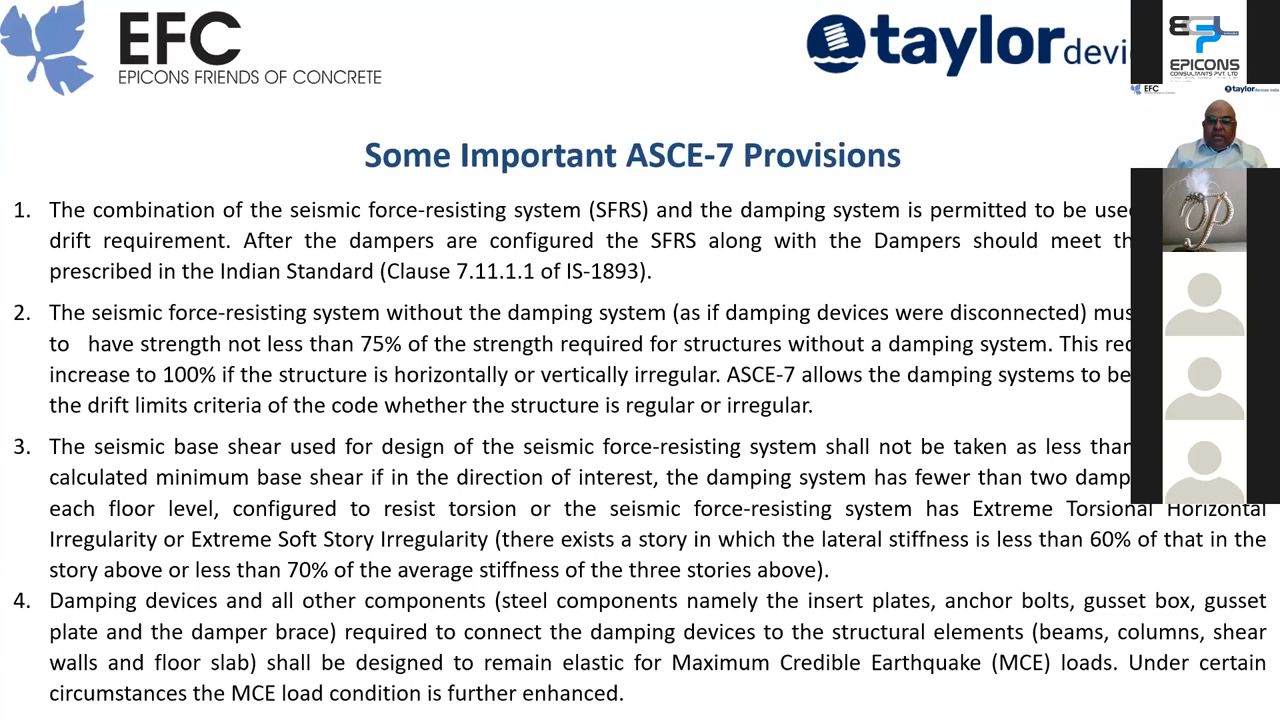 EFC
EPICONS FRIENDS OF CONCRETE
taylor
EPICONS
CONSULTANTS PVT. LTD
EFC
taylor devices india
Some Important ASCE-7 Provisions
1. The combination of the seismic force-resisting system (SFRS) and the damping system is permitted to be
drift requirement. After the dampers are configured the SFRS along with the Dampers should meet
prescribed in the Indian Standard (Clause 7.11.1.1 of IS-1893).
2. The seismic force-resisting system without the damping system (as if damping devices were disconnected)
to have strength not less than 75% of the strength required for structures without a damping system. This
increase to 100% if the structure is horizontally or vertically irregular. ASCE-7 allows the damping systems to be
the drift limits criteria of the code whether the structure is regular or irregular.
3. The seismic base shear used for design of the seismic force-resisting system shall not be taken as less than
calculated minimum base shear if in the direction of interest, the damping system has fewer than two
each floor level, configured to resist torsion or the seismic force-resisting system has Extreme Torsional Horizontal
Irregularity or Extreme Soft Story Irregularity (there exists a story in which the lateral stiffness is less than 60% of that in the
story above or less than 70% of the average stiffness of the three stories above).
4. Damping devices and all other components (steel components namely the insert plates, anchor bolts, gusset box, gusset
plate and the damper brace) required to connect the damping devices to the structural elements (beams, columns, shear
walls and floor slab) shall be designed to remain elastic for Maximum Credible Earthquake (MCE) loads. Under certain
circumstances the MCE load condition is further enhanced.